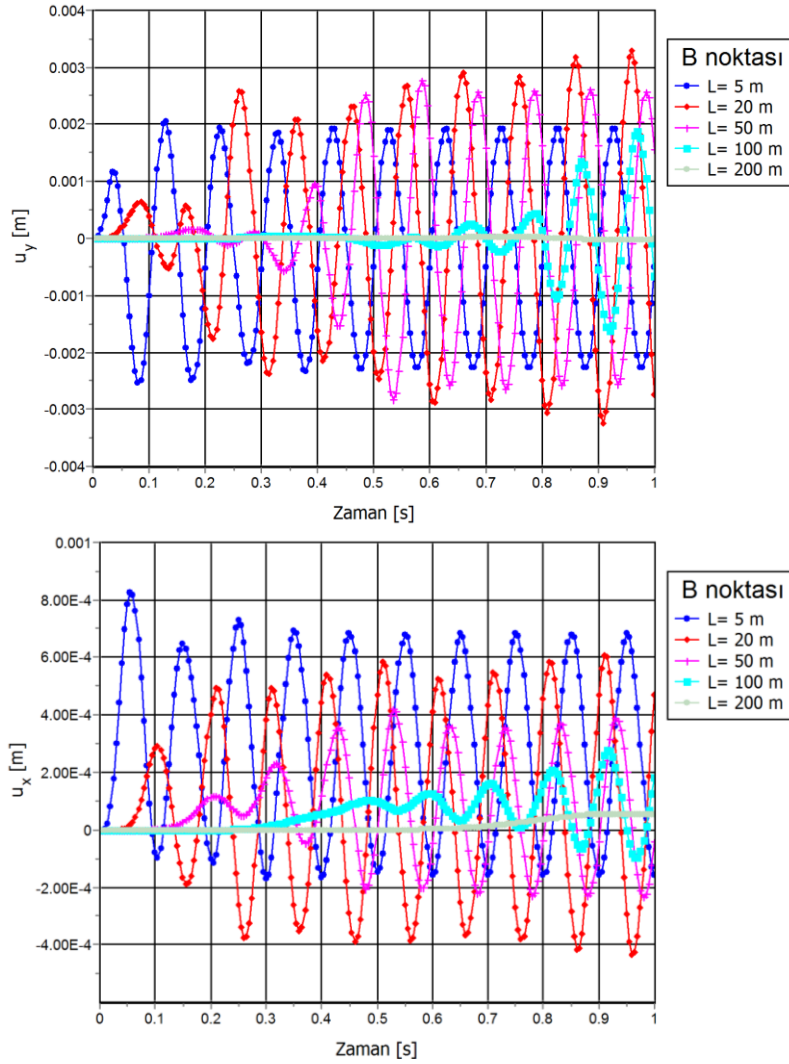 0.004
0.003
0.002
0.001
0
-0.001
-0.002
-0.003
-0.004
u_y [m]
0 0.1 0.2 0.3 0.4 0.5 0.6 0.7 0.8 0.9 1
Zaman [s]
B noktası
L= 5 m
L= 20 m
L= 50 m
L= 100 m
L= 200 m
0.001
8.00E-4
6.00E-4
4.00E-4
2.00E-4
0
-2.00E-4
-4.00E-4
u_x [m]
0 0.1 0.2 0.3 0.4 0.5 0.6 0.7 0.8 0.9 1
Zaman [s]
B noktası
L= 5 m
L= 20 m
L= 50 m
L= 100 m
L= 200 m